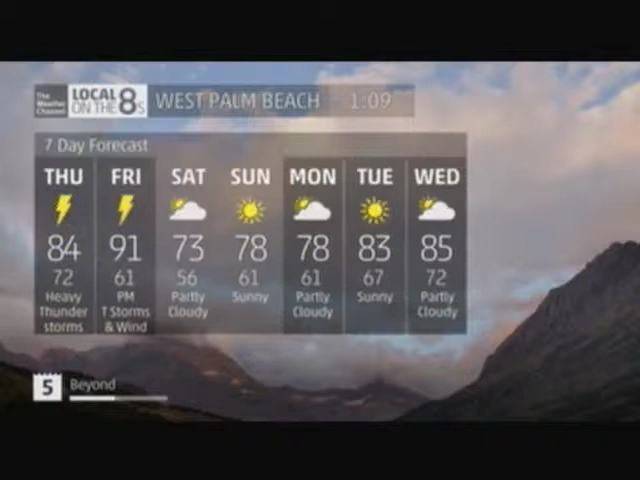 The Weather Channel
LOCAL ON THE 8s
WEST PALM BEACH 1:09
7 Day Forecast
THU FRI SAT SUN MON TUE WED
84 91 73 78 78 83 85
72 61 56 61 61 67 72
Heavy PM Partly Sunny Partly Sunny Partly
Thunder T Storms Cloudy Cloudy Cloudy
storms & Wind
5 Beyond